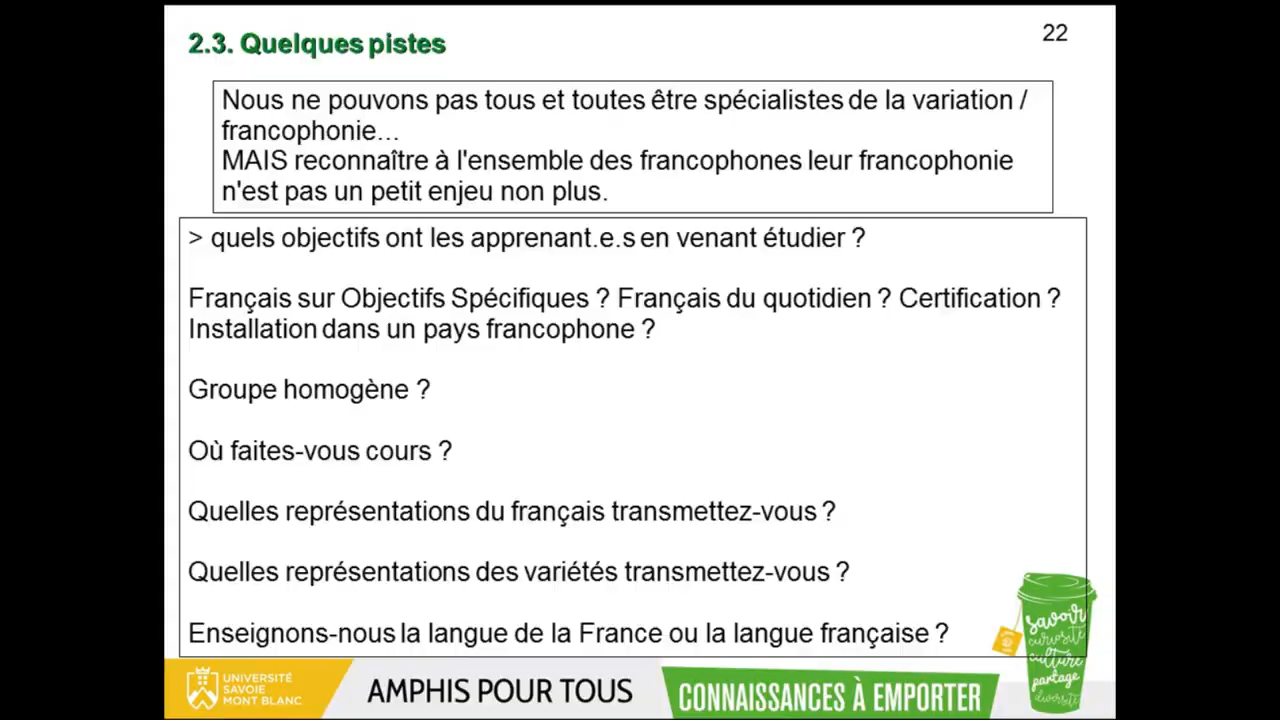 2.3. Quelques pistes
22
Nous ne pouvons pas tous et toutes être spécialistes de la variation /
francophonie...
MAIS reconnaître à l'ensemble des francophones leur francophonie
n'est pas un petit enjeu non plus.
> quels objectifs ont les apprenant.e.s en venant étudier ?
Français sur Objectifs Spécifiques ? Français du quotidien ? Certification ?
Installation dans un pays francophone ?
Groupe homogène ?
Où faites-vous cours ?
Quelles représentations du français transmettez-vous ?
Quelles représentations des variétés transmettez-vous ?
Enseignons-nous la langue de la France ou la langue française ?
savoir
curiosité
culture
partage
diversité
UNIVERSITÉ
SAVOIE
MONT BLANC
AMPHIS POUR TOUS
CONNAISSANCES À EMPORTER